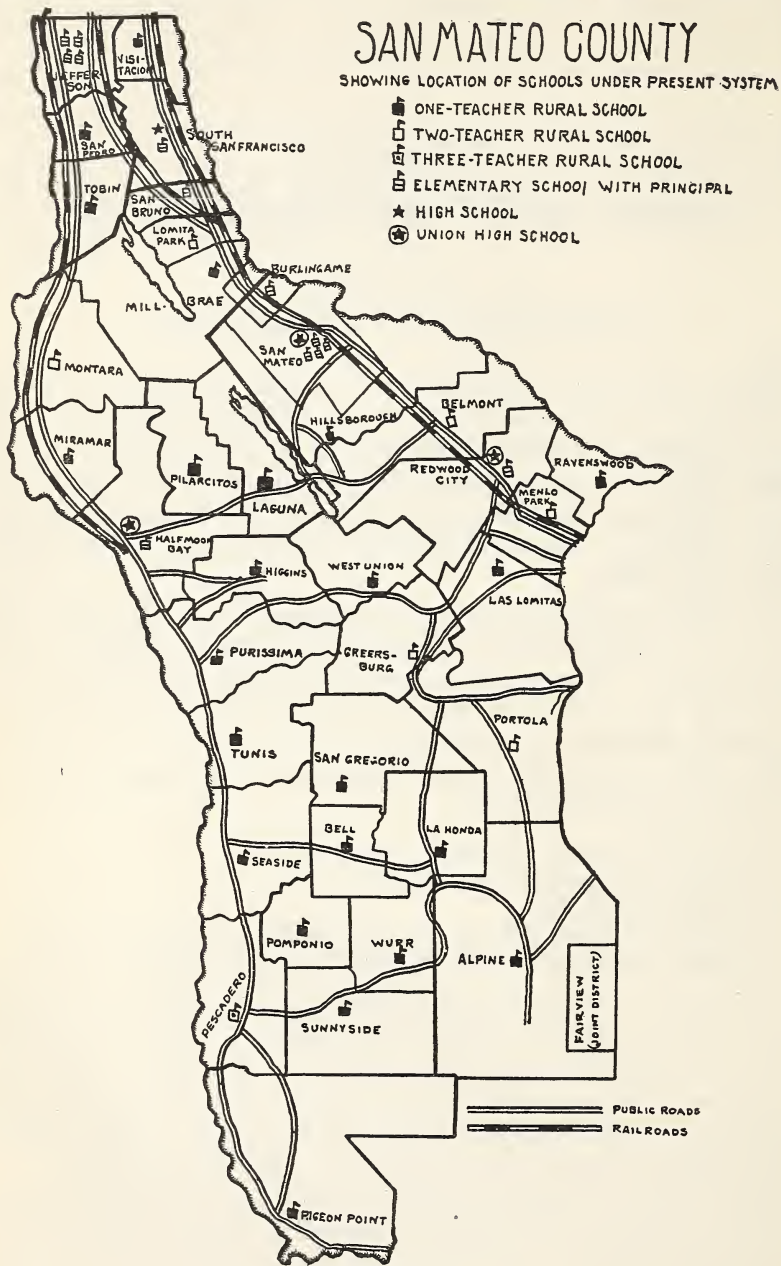 SAN MATEO COUNTY
SHOWING LOCATION OF SCHOOLS UNDER PRESENT SYSTEM
ONE-TEACHER RURAL SCHOOL
TWO-TEACHER RURAL SCHOOL
THREE-TEACHER RURAL SCHOOL
ELEMENTARY SCHOOL WITH PRINCIPAL
HIGH SCHOOL
UNION HIGH SCHOOL
JEFFER-
SON
VISI-
TACION
SAN
PEDRO
SOUTH
SAN FRANCISCO
TOBIN
SAN
BRUNO
LOMITA
PARK
MILL-BRAE
BURLINGAME
SAN
MATEO
MONTARA
HILLSBOROUGH
BELMONT
MIRAMAR
PILARCITOS
LAGUNA
REDWOOD
CITY
RAVENSWOOD
MENLO
PARK
HALFMOON
BAY
HIGGINS
WEST UNION
LAS LOMITAS
PURISSIMA
GREERS-
BURG
PORTOLA
TUNIS
SAN GREGORIO
BELL
LA HONDA
SEASIDE
POMPONIO
WURR
ALPINE
FAIRVIEW
(JOINT DISTRICT)
PESCADERO
SUNNYSIDE
PUBLIC ROADS
RAILROADS
PIGEON POINT